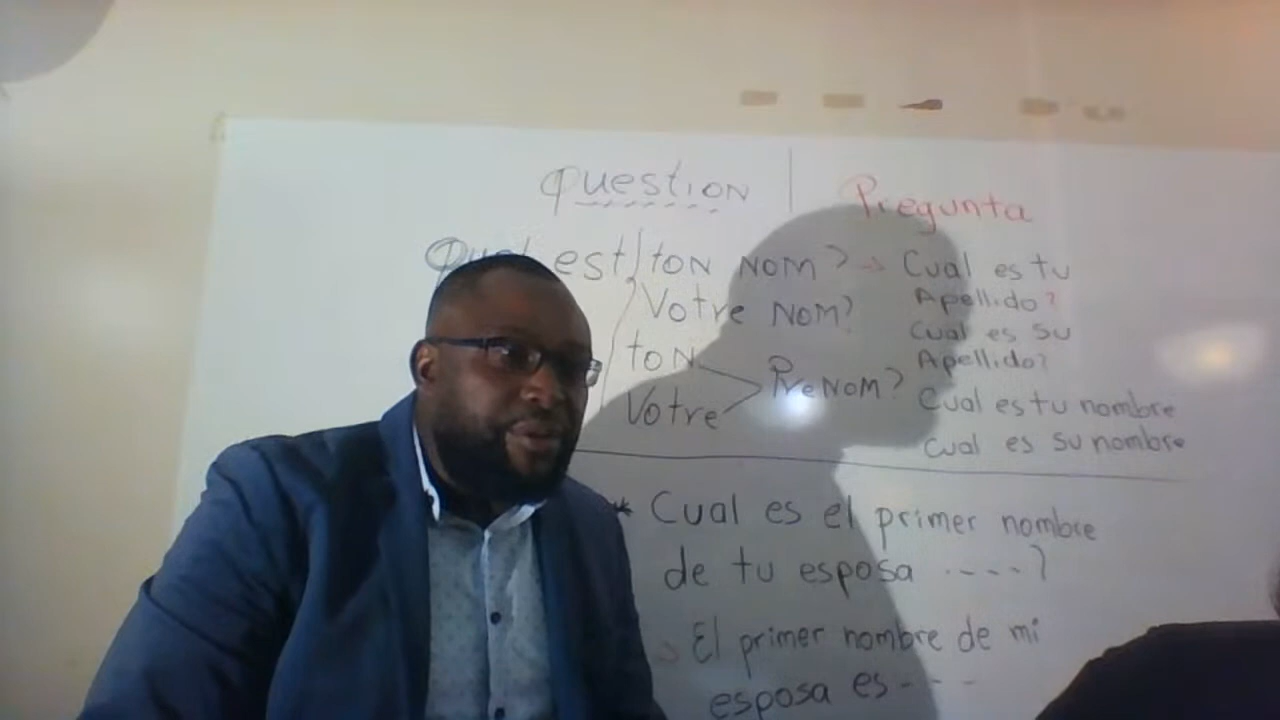 Question | Pregunta
Quel est ton NOM? → Cual es tu
Apellido?
Votre NOM?
Cual es su
Apellido?
ton
Votre
PreNOM?
Cual es tu nombre
Cual es su nombre
* Cual es el primer nombre
de tu esposa ....?
→ El primer nombre de mi
esposa es - - -